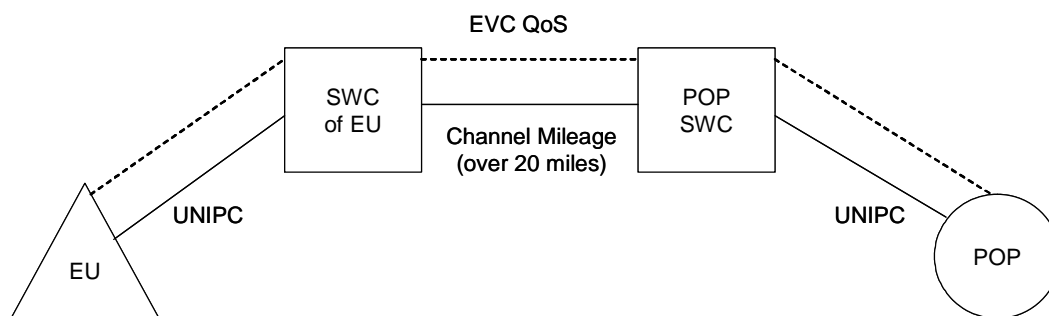 EVC QoS
SWC
of EU
POP
SWC
Channel Mileage
(over 20 miles)
UNIPC
UNIPC
EU
POP